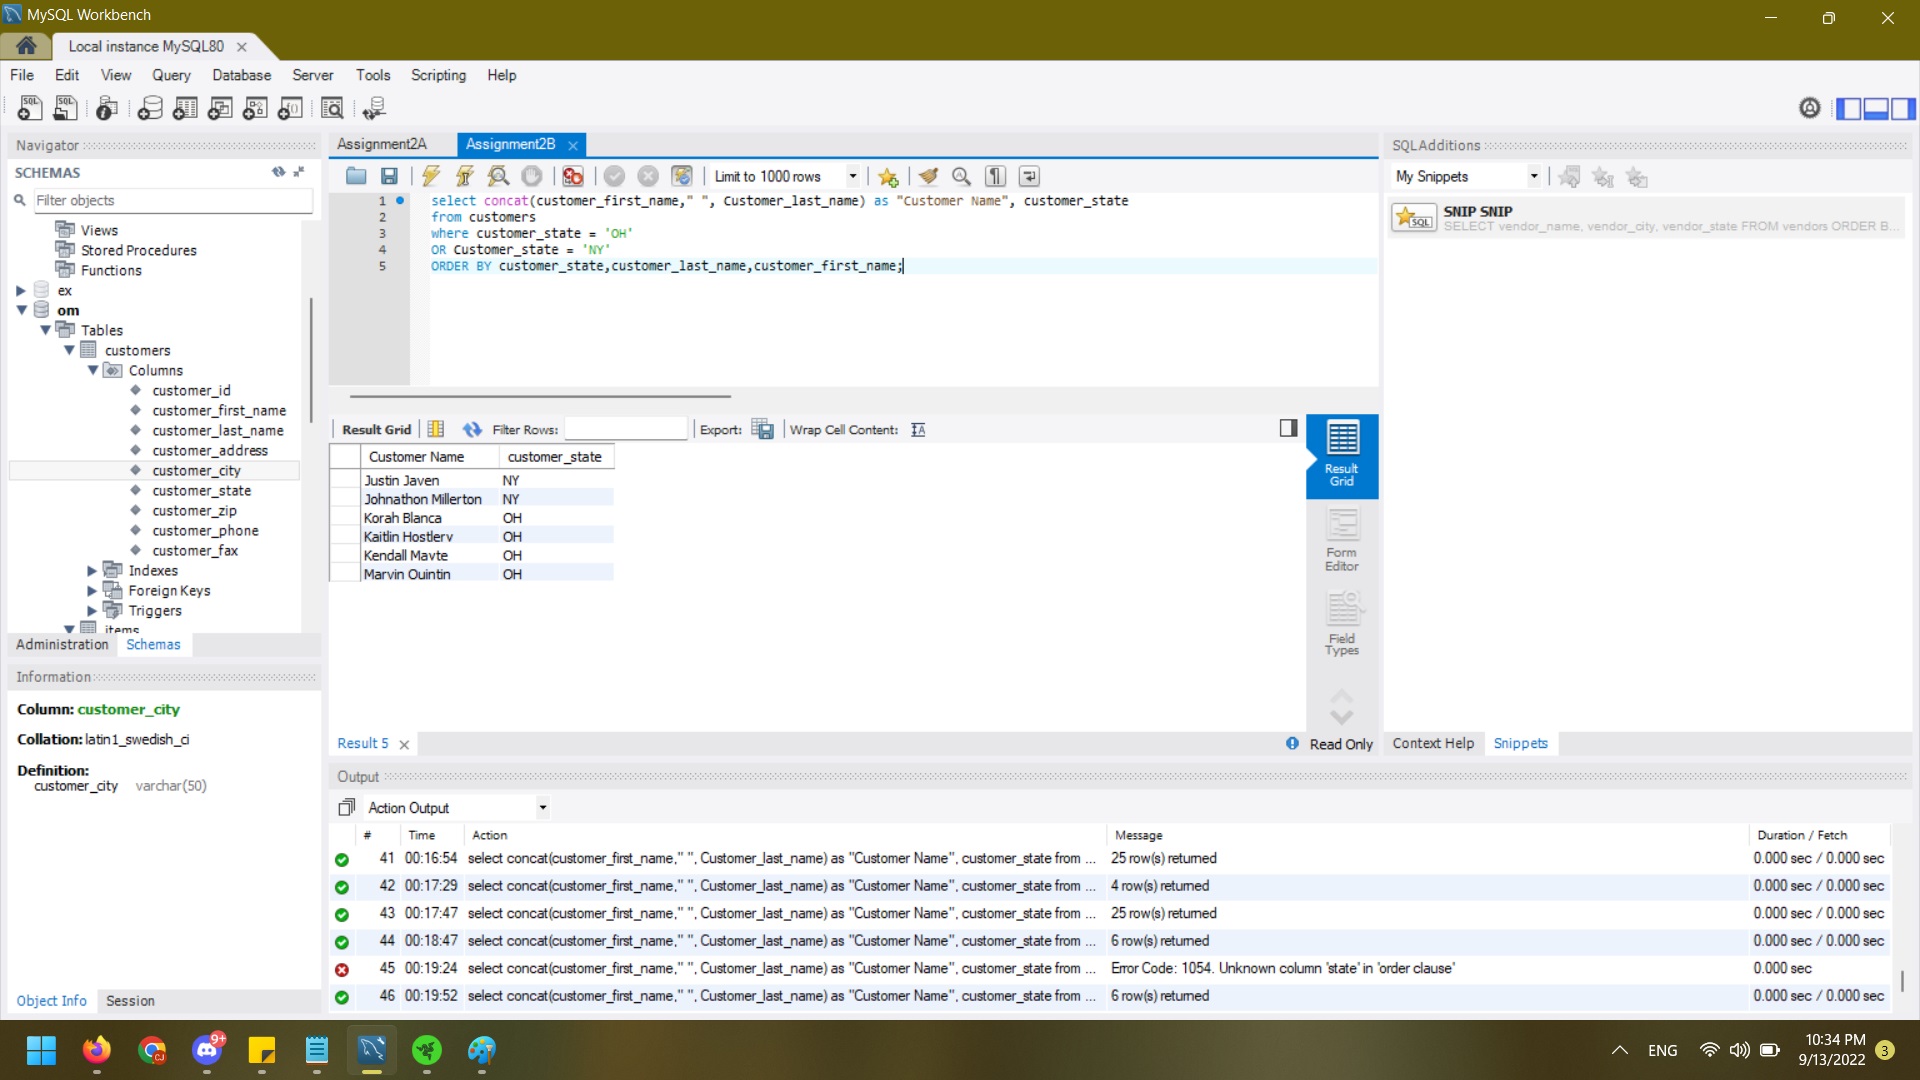 MySQL Workbench
Local instance MySQL80
File Edit View Query Database Server Tools Scripting Help
Navigator
SCHEMAS
Filter objects
Views
Stored Procedures
Functions
ex
om
Tables
customers
Columns
customer_id
customer_first_name
customer_last_name
customer_address
customer_city
customer_state
customer_zip
customer_phone
customer_fax
Indexes
Foreign Keys
Triggers
items
Administration Schemas
Information
Column: customer_city
Collation: latin1_swedish_ci
Definition:
customer_city varchar(50)
Object Info Session
Assignment2A Assignment2B
Limit to 1000 rows
1 select concat(customer_first_name," ", Customer_last_name) as "Customer Name", customer_state
2 from customers
3 where customer_state = 'OH'
4 OR Customer_state = 'NY'
5 ORDER BY customer_state,customer_last_name,customer_first_name;
Result Grid Filter Rows: Export: Wrap Cell Content:
Customer Name customer_state
Justin Javen NY
Johnathon Millerton NY
Korah Blanca OH
Kaitlin Hostlery OH
Kendall Mayte OH
Marvin Quintin OH
Result Grid
Form Editor
Field Types
Result 5 Read Only
SQLAdditions
My Snippets
SQL SNIP SNIP
SELECT vendor_name, vendor_city, vendor_state FROM vendors ORDER B...
Context Help Snippets
Output
Action Output
# Time Action Message Duration / Fetch
41 00:16:54 select concat(customer_first_name," ", Customer_last_name) as "Customer Name", customer_state from ... 25 row(s) returned 0.000 sec / 0.000 sec
42 00:17:29 select concat(customer_first_name," ", Customer_last_name) as "Customer Name", customer_state from ... 4 row(s) returned 0.000 sec / 0.000 sec
43 00:17:47 select concat(customer_first_name," ", Customer_last_name) as "Customer Name", customer_state from ... 25 row(s) returned 0.000 sec / 0.000 sec
44 00:18:47 select concat(customer_first_name," ", Customer_last_name) as "Customer Name", customer_state from ... 6 row(s) returned 0.000 sec / 0.000 sec
45 00:19:24 select concat(customer_first_name," ", Customer_last_name) as "Customer Name", customer_state from ... Error Code: 1054. Unknown column 'state' in 'order clause' 0.000 sec
46 00:19:52 select concat(customer_first_name," ", Customer_last_name) as "Customer Name", customer_state from ... 6 row(s) returned 0.000 sec / 0.000 sec
9+
ENG
10:34 PM
9/13/2022
3